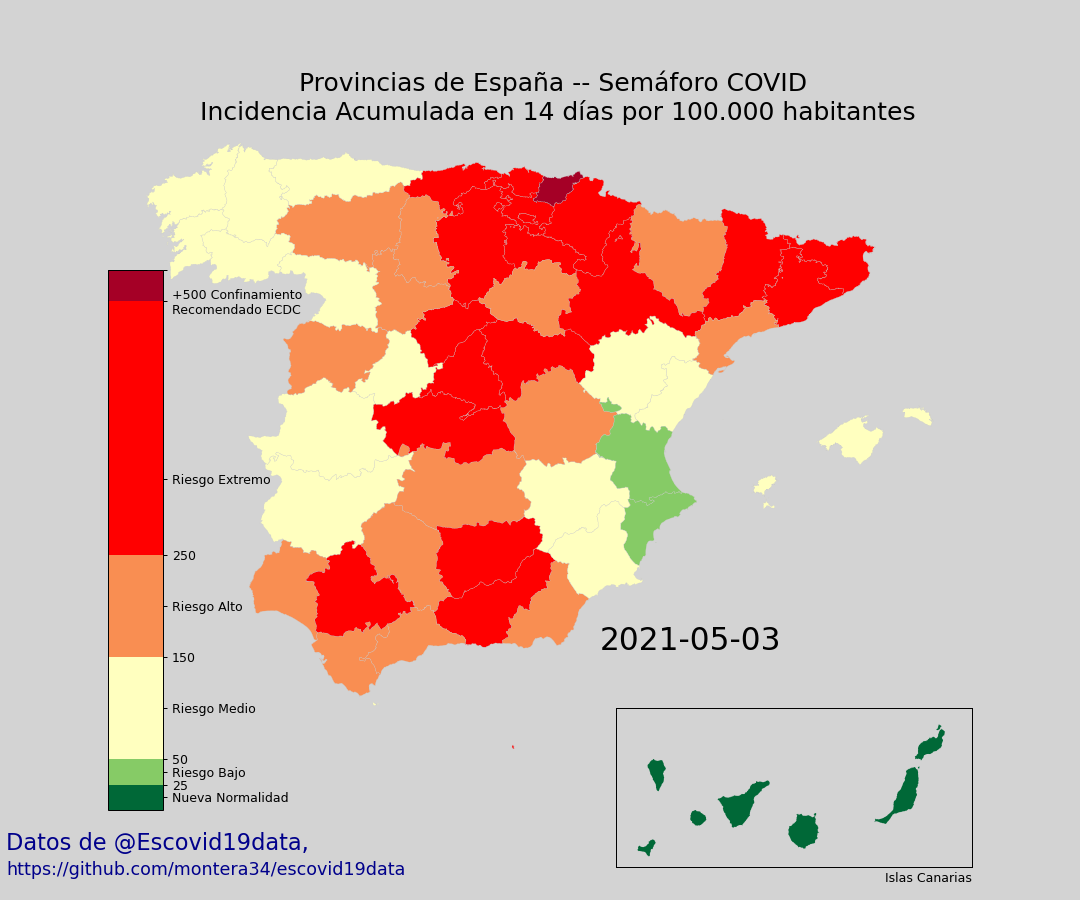 Provincias de España -- Semáforo COVID
Incidencia Acumulada en 14 días por 100.000 habitantes
+500 Confinamiento
Recomendado ECDC
Riesgo Extremo
250
Riesgo Alto
150
Riesgo Medio
50
Riesgo Bajo
25
Nueva Normalidad
2021-05-03
Islas Canarias
Datos de @Escovid19data,
https://github.com/montera34/escovid19data